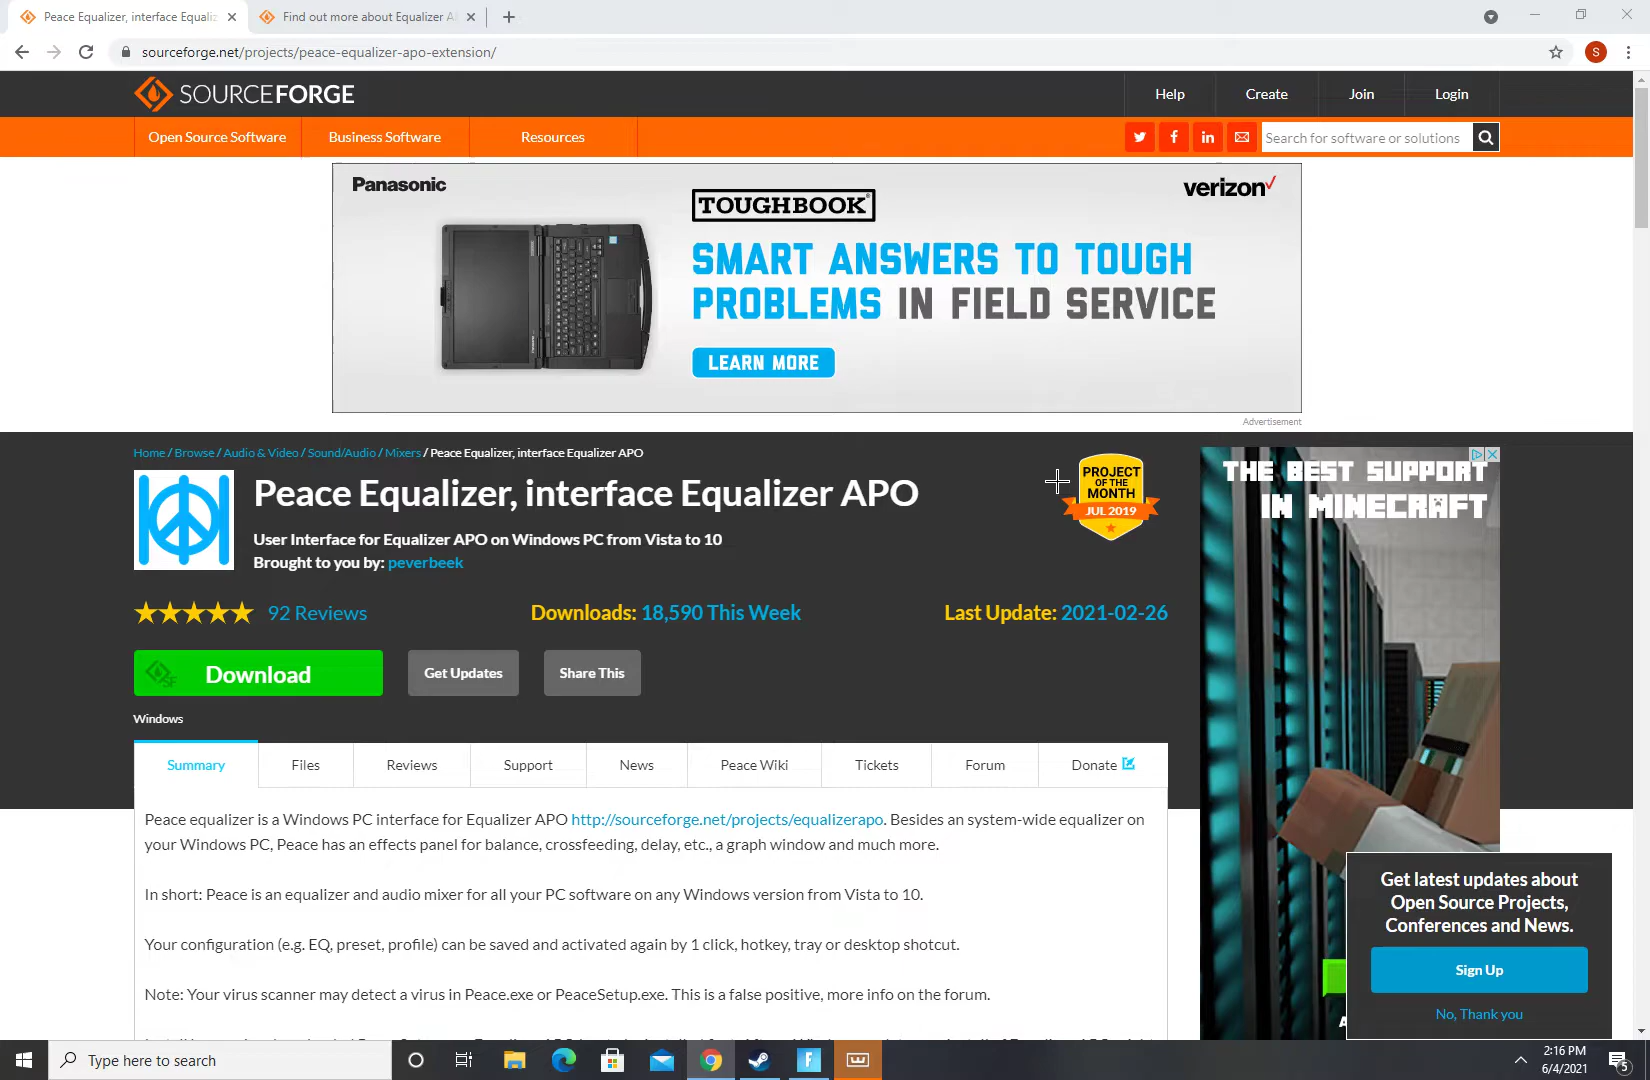 Peace Equalizer, interface Equaliz
Find out more about Equalizer A
sourceforge.net/projects/peace-equalizer-apo-extension/
S
SOURCEFORGE
Help
Create
Join
Login
Open Source Software
Business Software
Resources
Search for software or solutions
Panasonic
TOUGHBOOK
verizon
SMART ANSWERS TO TOUGH
PROBLEMS IN FIELD SERVICE
LEARN MORE
Advertisement
Home / Browse / Audio & Video / Sound/Audio / Mixers / Peace Equalizer, interface Equalizer APO
Peace Equalizer, interface Equalizer APO
User Interface for Equalizer APO on Windows PC from Vista to 10
Brought to you by: peverbeek
PROJECT
OF THE
MONTH
JUL 2019
THE BEST SUPPORT
IN MINECRAFT
92 Reviews
Downloads: 18,590 This Week
Last Update: 2021-02-26
SF
Download
Get Updates
Share This
Windows
Summary
Files
Reviews
Support
News
Peace Wiki
Tickets
Forum
Donate
Peace equalizer is a Windows PC interface for Equalizer APO http://sourceforge.net/projects/equalizerapo. Besides an system-wide equalizer on
your Windows PC, Peace has an effects panel for balance, crossfeeding, delay, etc., a graph window and much more.
In short: Peace is an equalizer and audio mixer for all your PC software on any Windows version from Vista to 10.
Your configuration (e.g. EQ, preset, profile) can be saved and activated again by 1 click, hotkey, tray or desktop shotcut.
Note: Your virus scanner may detect a virus in Peace.exe or PeaceSetup.exe. This is a false positive, more info on the forum.
Get latest updates about
Open Source Projects,
Conferences and News.
Sign Up
No, Thank you
Type here to search
2:16 PM
6/4/2021
5